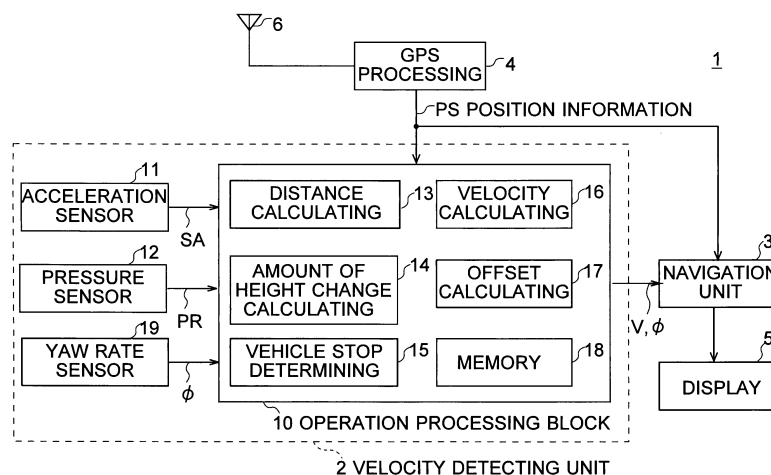 6
GPS
PROCESSING
4
1
PS POSITION INFORMATION
11
ACCELERATION
SENSOR
SA
12
PRESSURE
SENSOR
PR
19
YAW RATE
SENSOR
ϕ
DISTANCE
CALCULATING
13
VELOCITY
CALCULATING
16
AMOUNT OF
HEIGHT CHANGE
CALCULATING
14
OFFSET
CALCULATING
17
VEHICLE STOP
DETERMINING
15
MEMORY
18
V, ϕ
3
NAVIGATION
UNIT
5
DISPLAY
10 OPERATION PROCESSING BLOCK
2 VELOCITY DETECTING UNIT